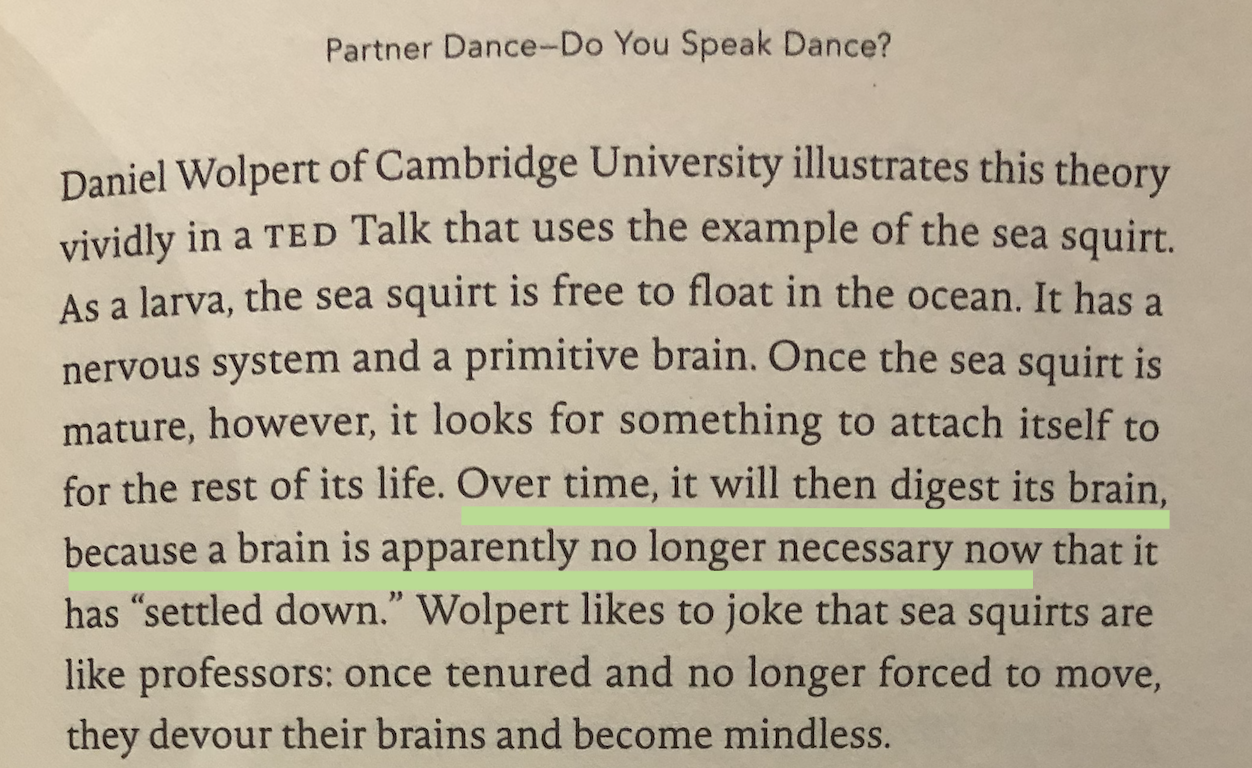 Partner Dance–Do You Speak Dance?
Daniel Wolpert of Cambridge University illustrates this theory
vividly in a TED Talk that uses the example of the sea squirt.
As a larva, the sea squirt is free to float in the ocean. It has a
nervous system and a primitive brain. Once the sea squirt is
mature, however, it looks for something to attach itself to
for the rest of its life. Over time, it will then digest its brain,
because a brain is apparently no longer necessary now that it
has “settled down.” Wolpert likes to joke that sea squirts are
like professors: once tenured and no longer forced to move,
they devour their brains and become mindless.